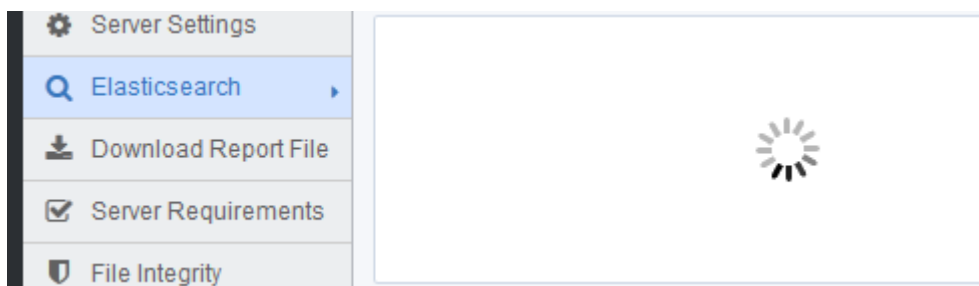 Server Settings
Elasticsearch
Download Report File
Server Requirements
File Integrity